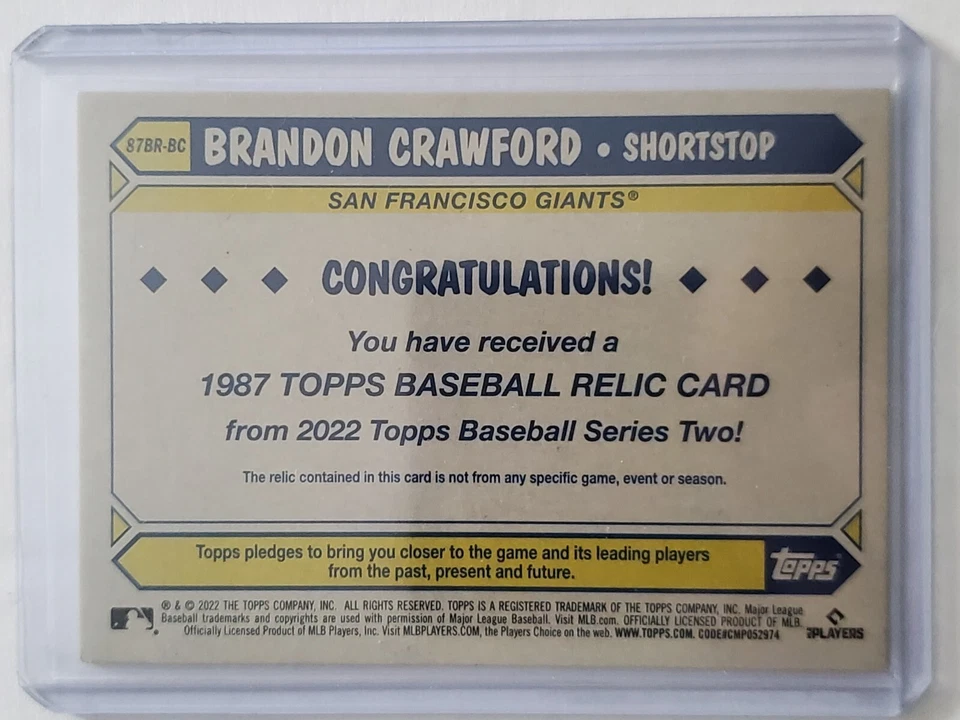 87BR-BC BRANDON CRAWFORD • SHORTSTOP
SAN FRANCISCO GIANTS®
CONGRATULATIONS!
You have received a
1987 TOPPS BASEBALL RELIC CARD
from 2022 Topps Baseball Series Two!
The relic contained in this card is not from any specific game, event or season.
Topps pledges to bring you closer to the game and its leading players
from the past, present and future.
topps
® & © 2022 THE TOPPS COMPANY, INC. ALL RIGHTS RESERVED. TOPPS IS A REGISTERED TRADEMARK OF THE TOPPS COMPANY, INC. Major League
Baseball trademarks and copyrights are used with permission of Major League Baseball. Visit MLB.com. OFFICIALLY LICENSED PRODUCT OF MLB
Officially Licensed Product of MLB Players, Inc. Visit MLBPLAYERS.COM, the Players Choice on the web. WWW.TOPPS.COM. CODE#CMP052974
PLAYERS